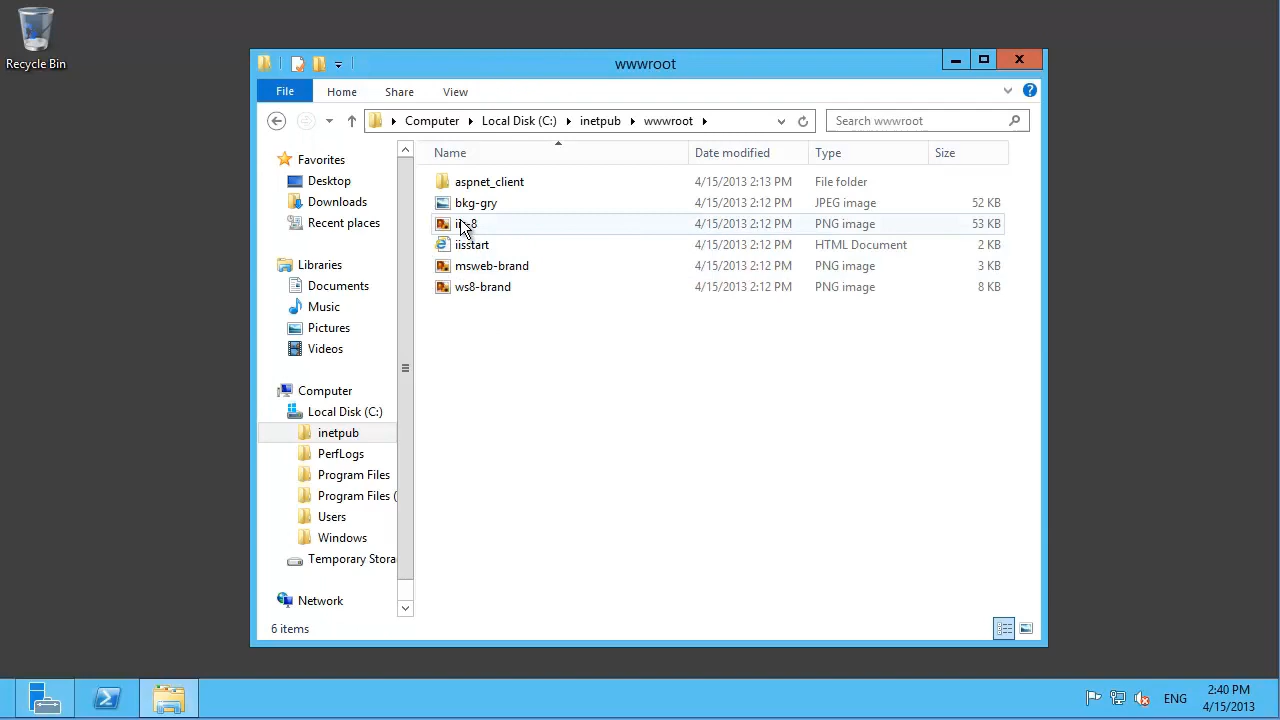 Recycle Bin
wwwroot
File Home Share View
Computer Local Disk (C:) inetpub wwwroot Search wwwroot
Favorites
Desktop
Downloads
Recent places
Libraries
Documents
Music
Pictures
Videos
Computer
Local Disk (C:)
inetpub
PerfLogs
Program Files
Program Files (
Users
Windows
Temporary Stora
Network
Name Date modified Type Size
aspnet_client 4/15/2013 2:13 PM File folder
bkg-gry 4/15/2013 2:12 PM JPEG image 52 KB
4/15/2013 2:12 PM PNG image 53 KB
iisstart 4/15/2013 2:12 PM HTML Document 2 KB
msweb-brand 4/15/2013 2:12 PM PNG image 3 KB
ws8-brand 4/15/2013 2:12 PM PNG image 8 KB
6 items
ENG
2:40 PM
4/15/2013